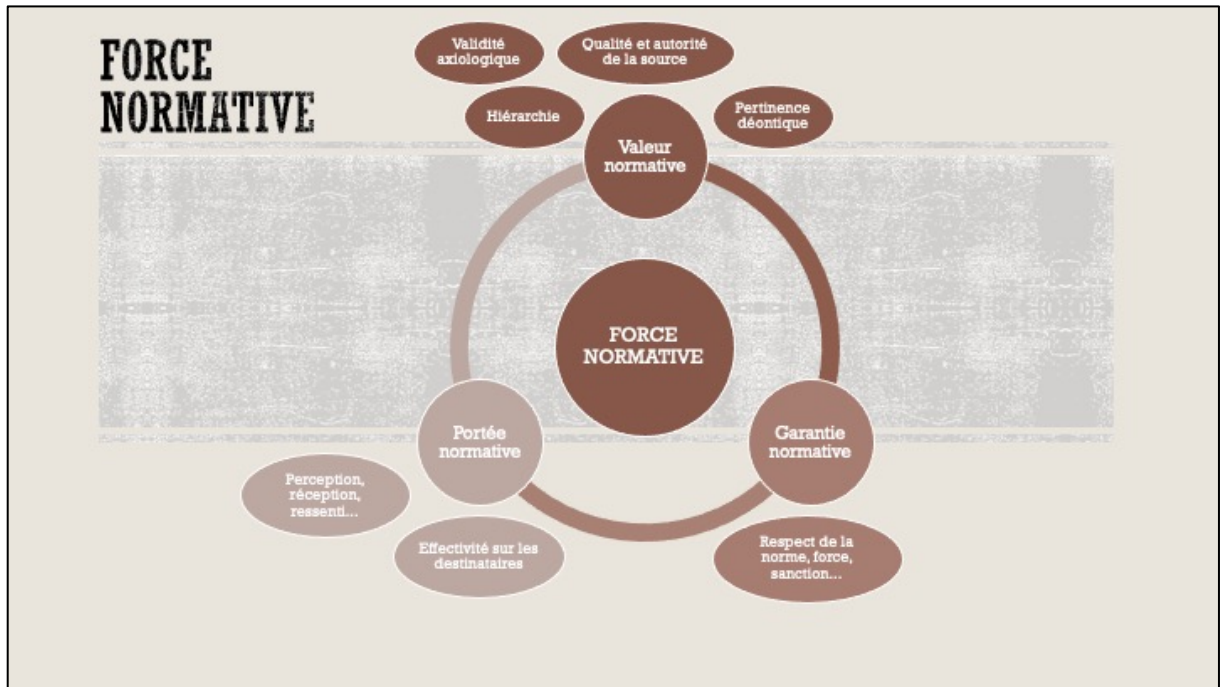 FORCE
NORMATIVE
Validité
axiologique
Qualité et autorité
de la source
Hiérarchie
Pertinence
déontique
Valeur
normative
FORCE
NORMATIVE
Portée
normative
Garantie
normative
Perception,
réception,
ressenti...
Effectivité sur les
destinataires
Respect de la
norme, force,
sanction...